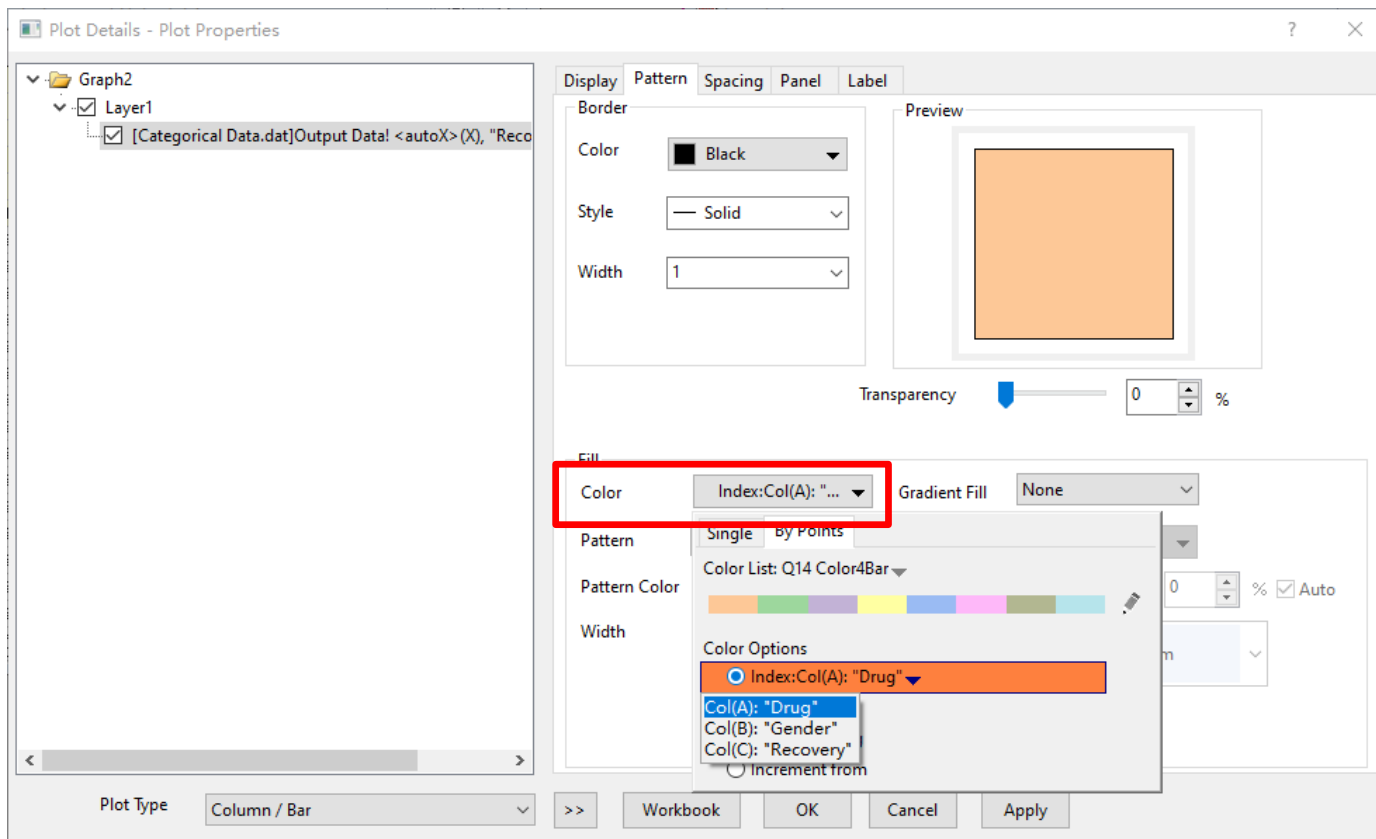 Plot Details - Plot Properties
?
Graph2
Layer1
[Categorical Data.dat]Output Data! <autoX>(X), "Reco
Display Pattern Spacing Panel Label
Border
Color Black
Style Solid
Width 1
Preview
Transparency 0 %
Fill
Color Index:Col(A): "... Gradient Fill None
Pattern
Single By Points
Color List: Q14 Color4Bar
Pattern Color 0 % Auto
Width
Color Options
Index:Col(A): "Drug"
Col(A): "Drug"
Col(B): "Gender"
Col(C): "Recovery"
Increment from
Plot Type Column / Bar >> Workbook OK Cancel Apply